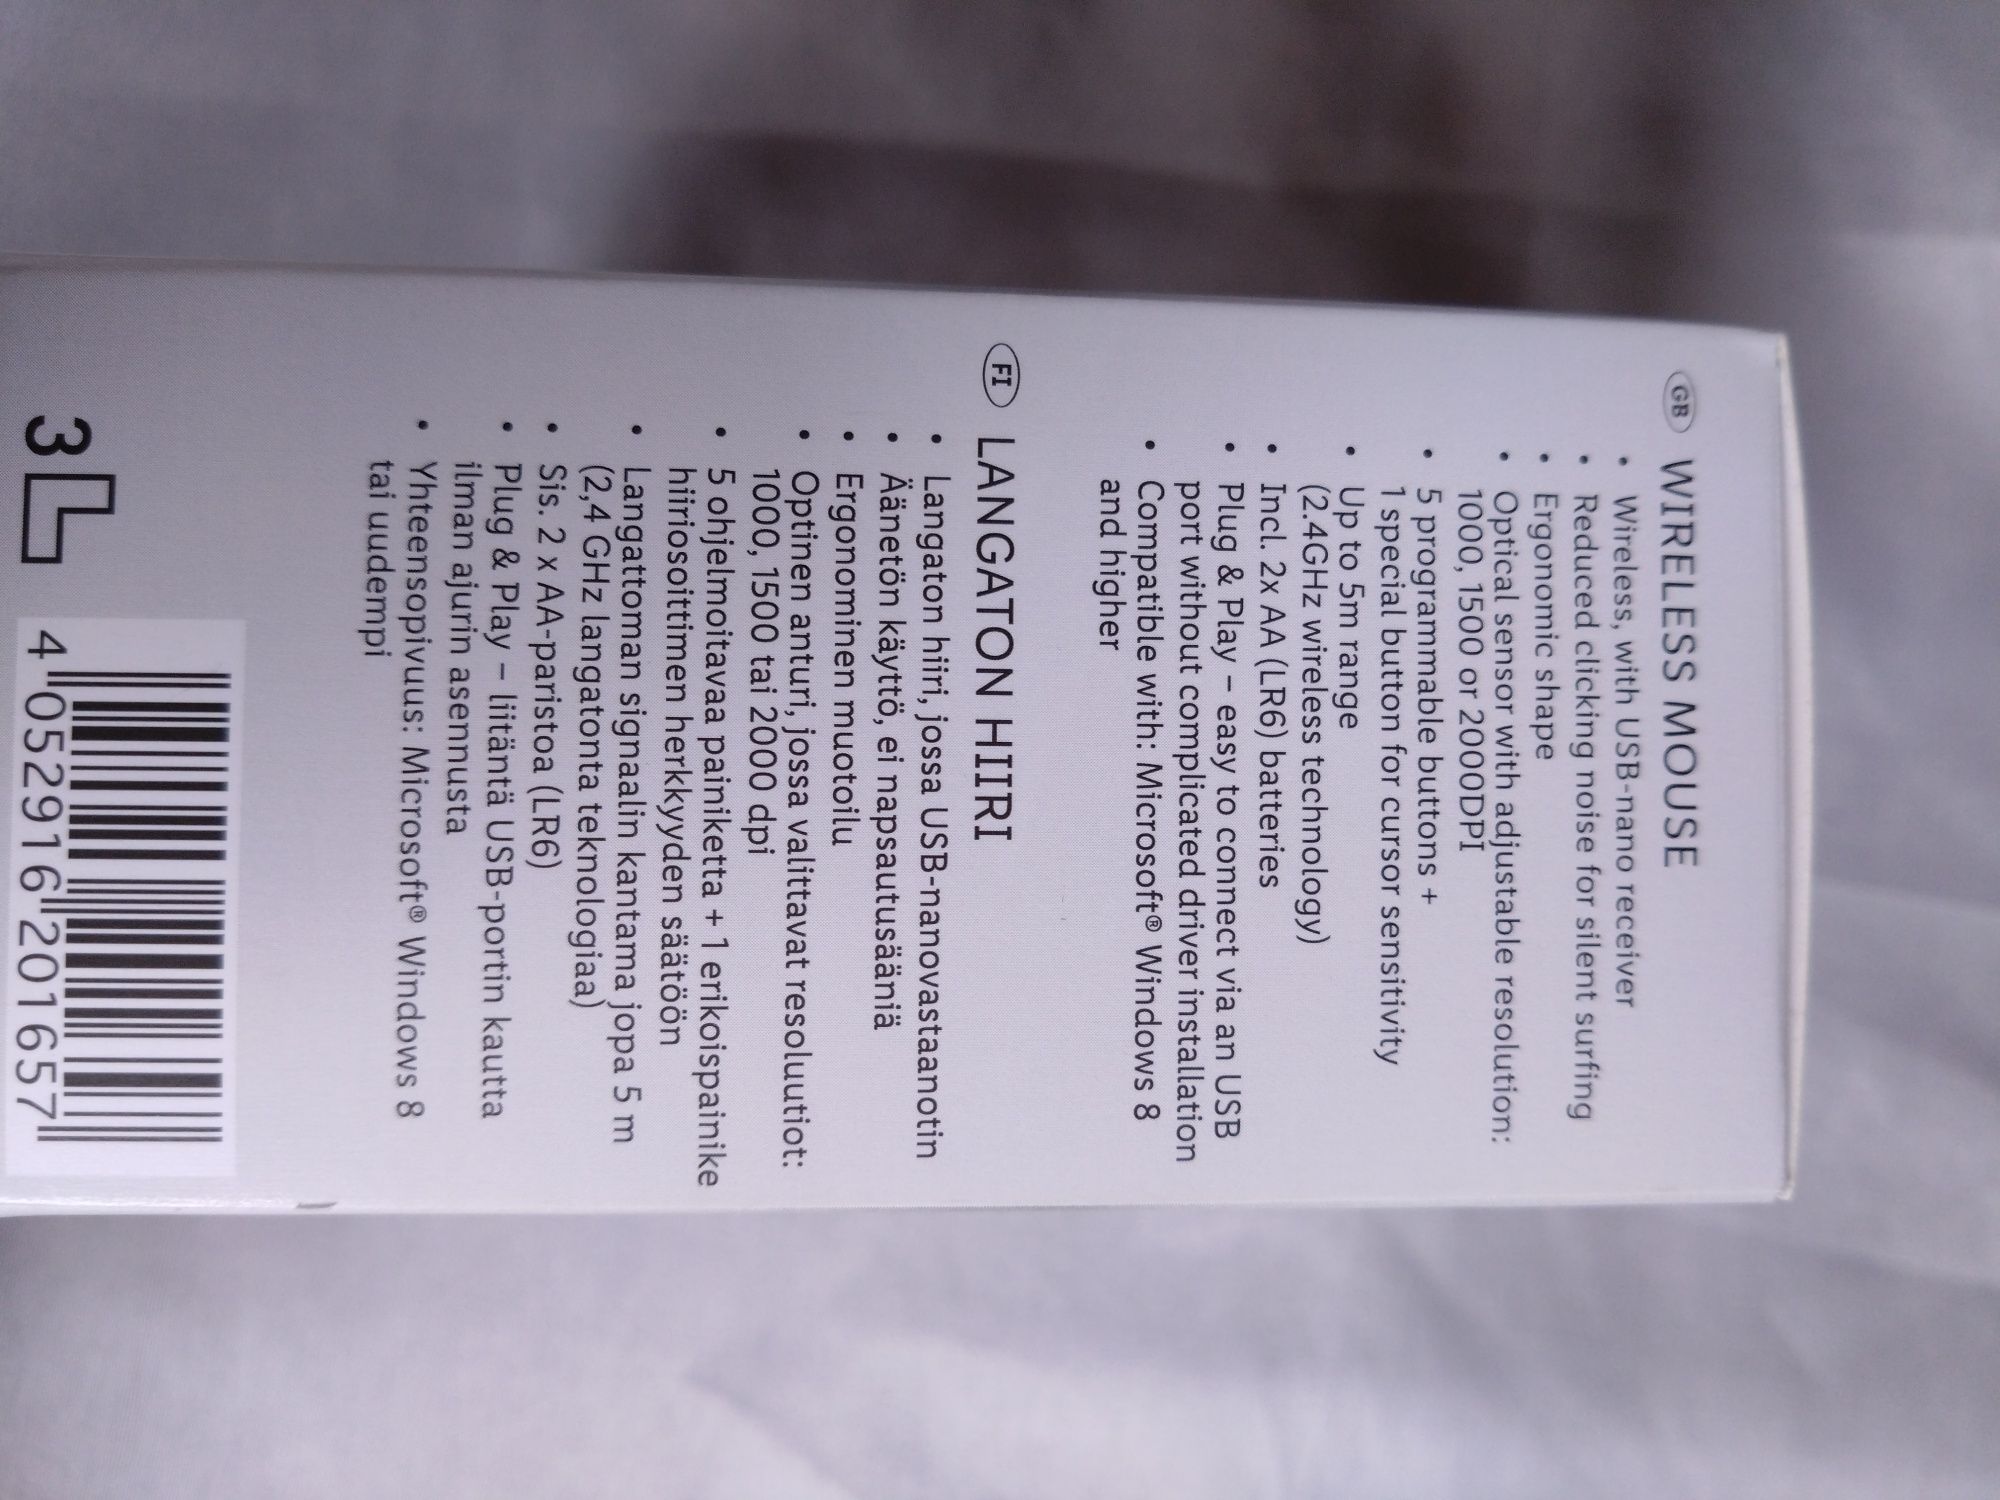 GB WIRELESS MOUSE
• Wireless, with USB-nano receiver
• Reduced clicking noise for silent surfing
• Ergonomic shape
• Optical sensor with adjustable resolution:
1000, 1500 or 2000DPI
• 5 programmable buttons +
1 special button for cursor sensitivity
• Up to 5m range
(2.4GHz wireless technology)
• Incl. 2x AA (LR6) batteries
• Plug & Play – easy to connect via an USB
port without complicated driver installation
• Compatible with: Microsoft® Windows 8
and higher
FI LANGATON HIIRI
• Langaton hiiri, jossa USB-nanovastaanotin
• Äänetön käyttö, ei napsautusääniä
• Ergonominen muotoilu
• Optinen anturi, jossa valittavat resoluutiot:
1000, 1500 tai 2000 dpi
• 5 ohjelmoitavaa painiketta + 1 erikoispainike
hiiriosoittimen herkkyyden säätöön
• Langattoman signaalin kantama jopa 5 m
(2,4 GHz langatonta teknologiaa)
• Sis. 2 x AA-paristoa (LR6)
• Plug & Play – liitäntä USB-portin kautta
ilman ajurin asennusta
• Yhteensopivuus: Microsoft® Windows 8
tai uudempi
3L
4 052916 201657